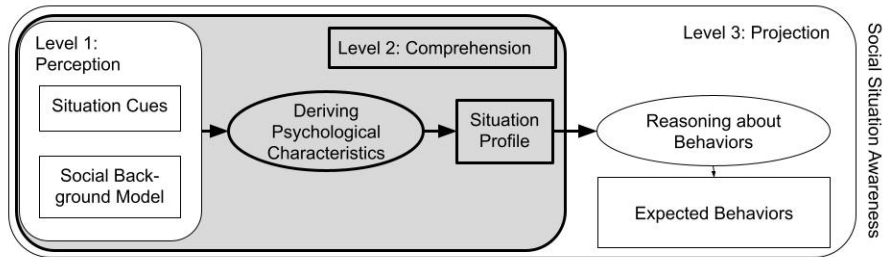 Level 1:
Perception
Situation Cues
Social Back-
ground Model
Level 2: Comprehension
Deriving
Psychological
Characteristics
Situation
Profile
Level 3: Projection
Reasoning about
Behaviors
Expected Behaviors
Social Situation Awareness